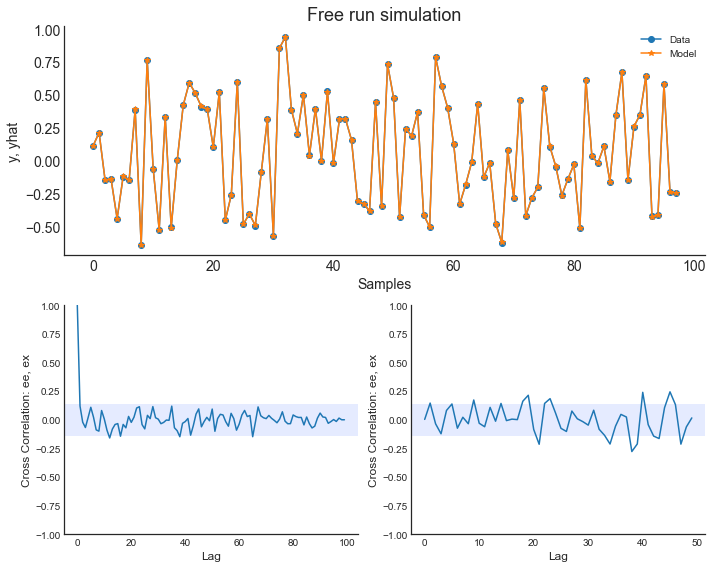 Free run simulation
1.00
0.75
0.50
0.25
0.00
−0.25
−0.50
y, yhat
Data
Model
0 20 40 60 80 100
Samples
1.00
0.75
0.50
0.25
0.00
−0.25
−0.50
−0.75
−1.00
Cross Correlation: ee, ex
0 20 40 60 80 100
Lag
1.00
0.75
0.50
0.25
0.00
−0.25
−0.50
−0.75
−1.00
Cross Correlation: ee, ex
0 10 20 30 40 50
Lag